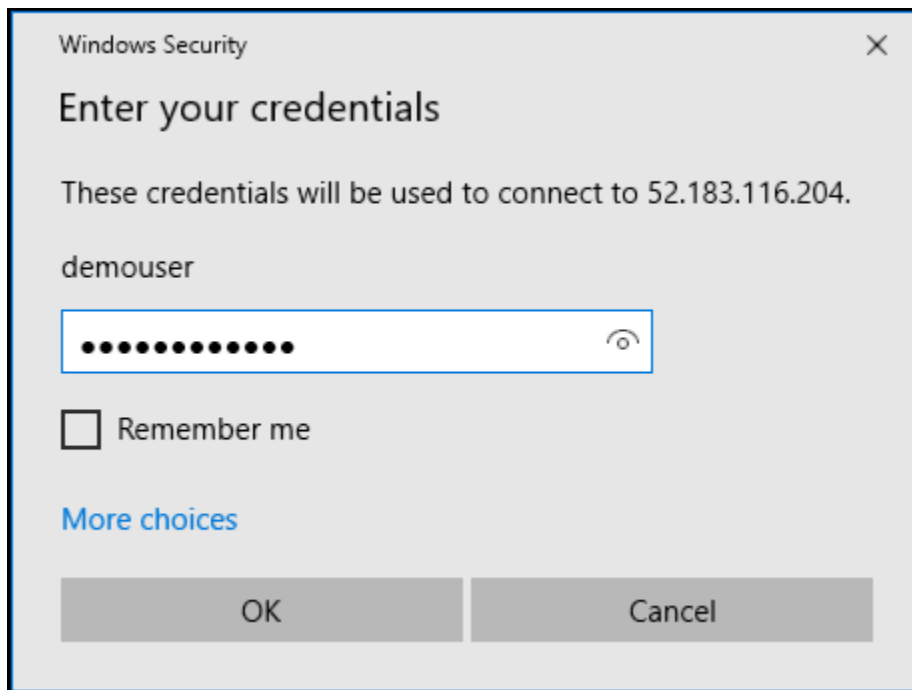 Windows Security
Enter your credentials
These credentials will be used to connect to 52.183.116.204.
demouser
●●●●●●●●●●●●
Remember me
More choices
OK
Cancel